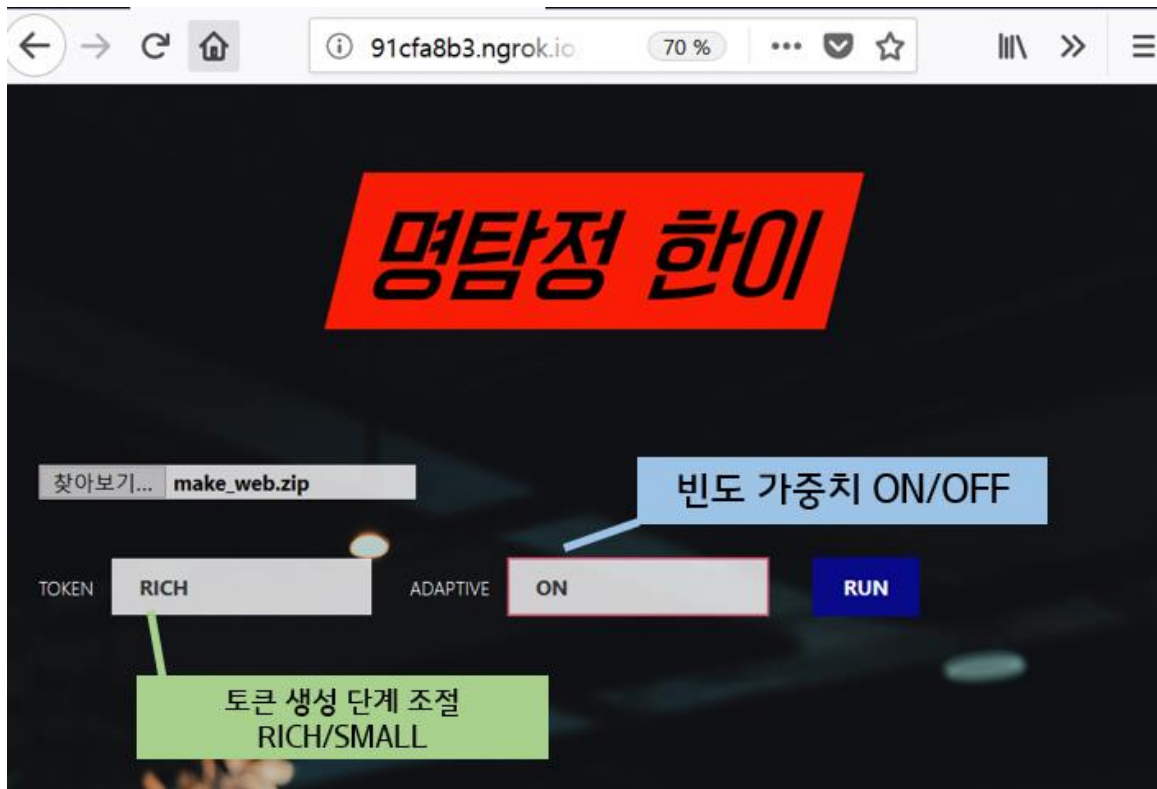 91cfa8b3.ngrok.io
70 %
명탐정 한이
찾아보기... make_web.zip
빈도 가중치 ON/OFF
TOKEN RICH ADAPTIVE ON RUN
토큰 생성 단계 조절
RICH/SMALL